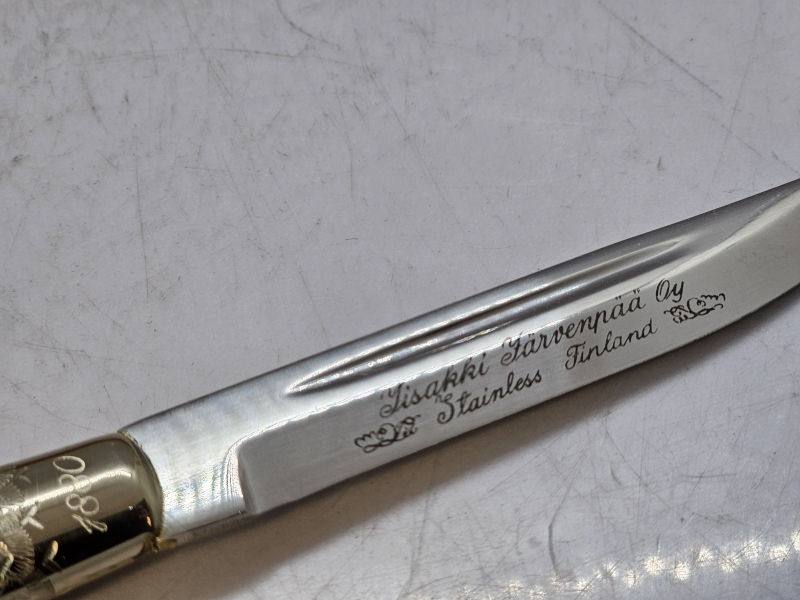 Iisakki Järvenpää Oy
Stainless Finland
1880